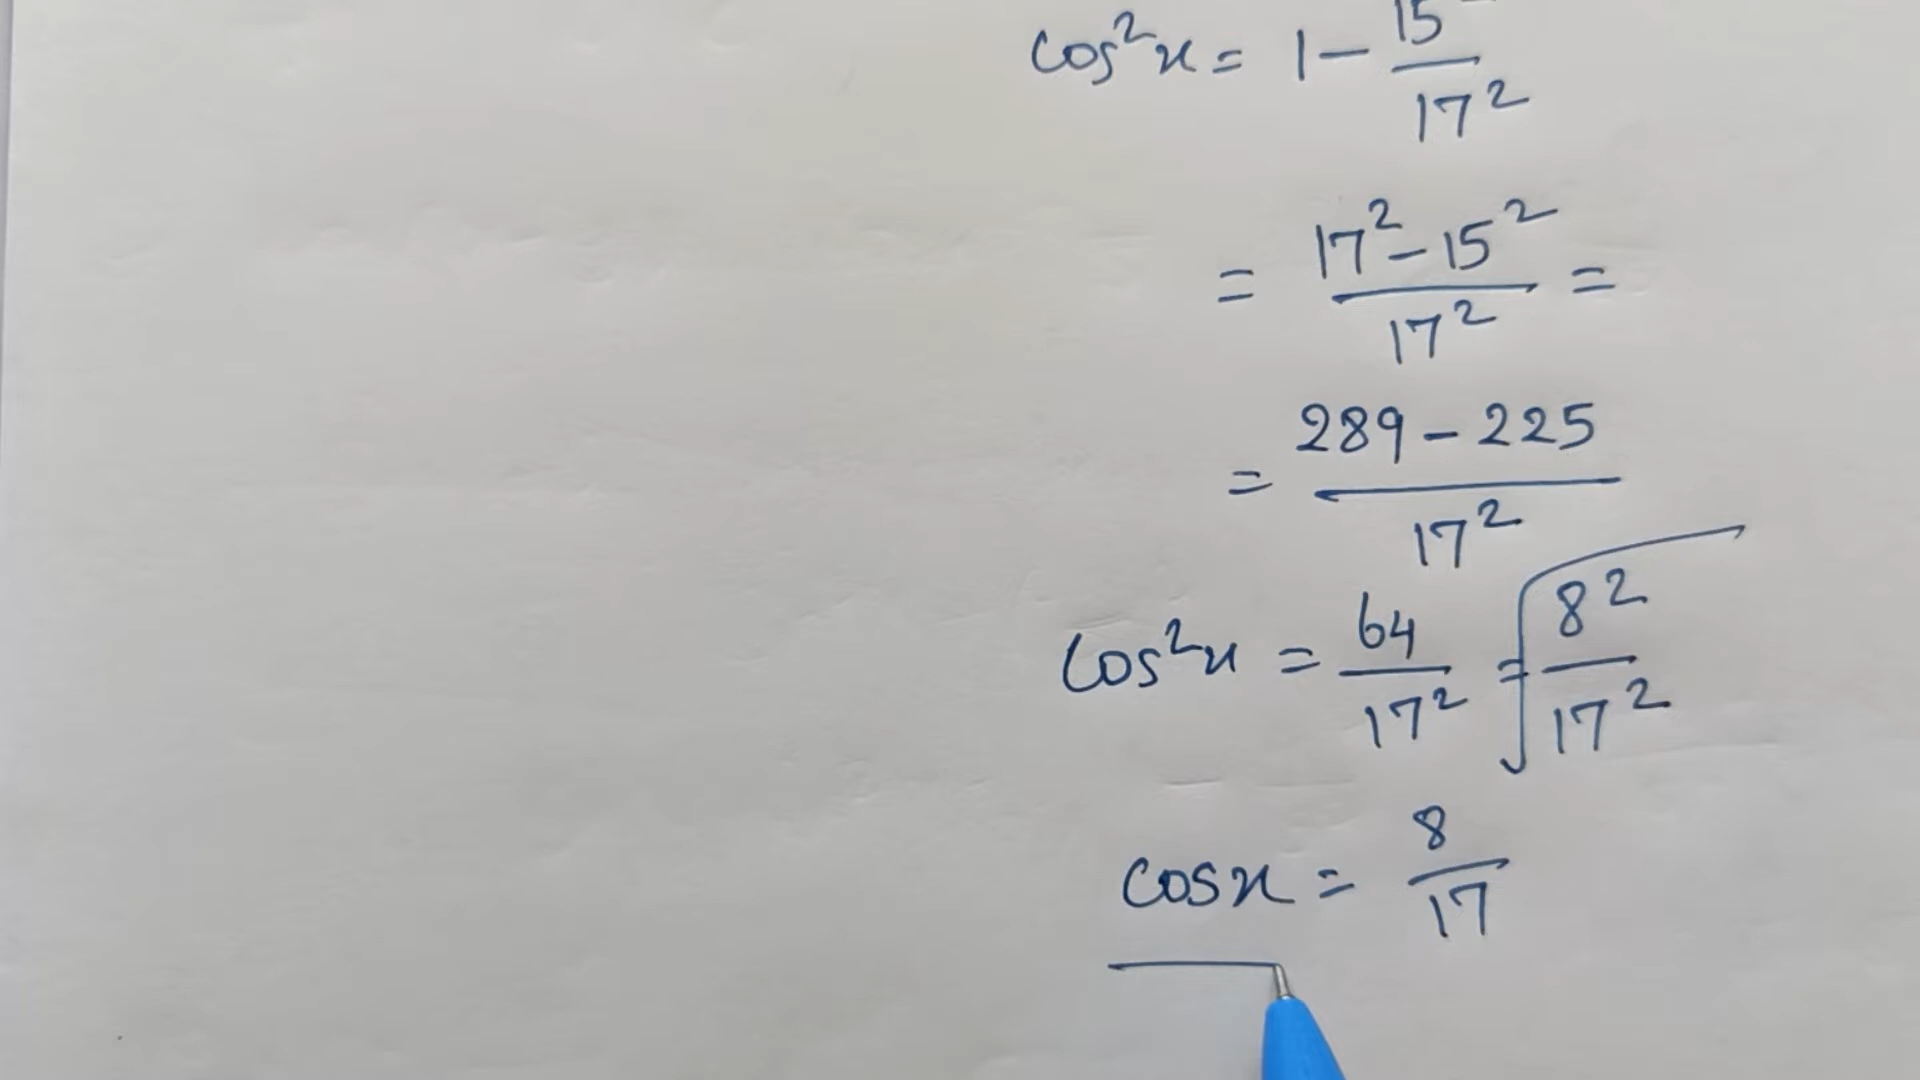 cos²x = 1 - 15²/17²
= 17² - 15²/17² =
= 289 - 225/17²
cos²x = 64/17² = √8²/17²
cosx = 8/17